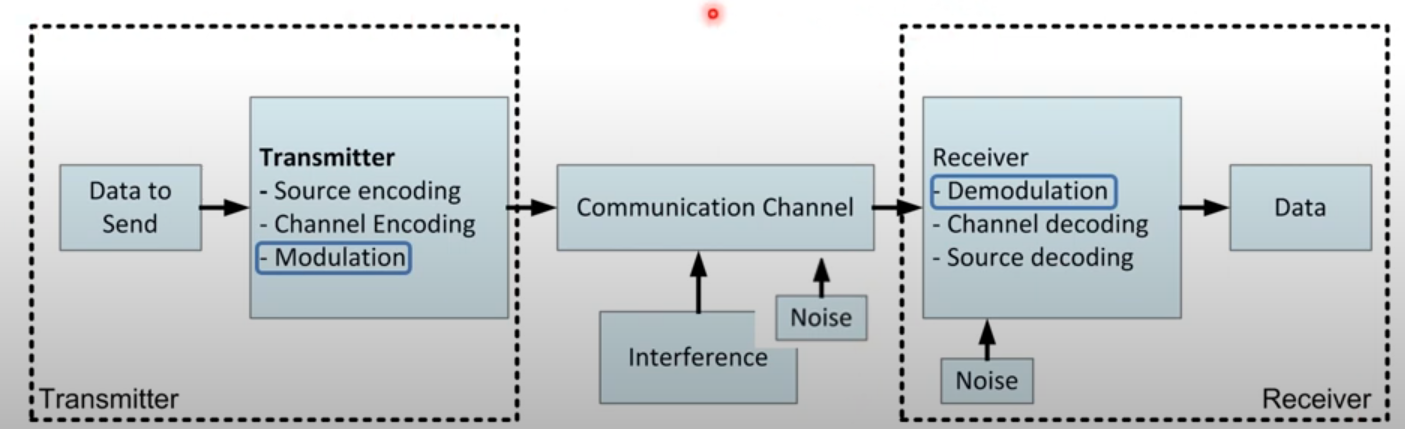 Data to
Send
Transmitter
- Source encoding
- Channel Encoding
- Modulation
Communication Channel
Interference
Noise
Receiver
- Demodulation
- Channel decoding
- Source decoding
Noise
Data
Transmitter
Receiver